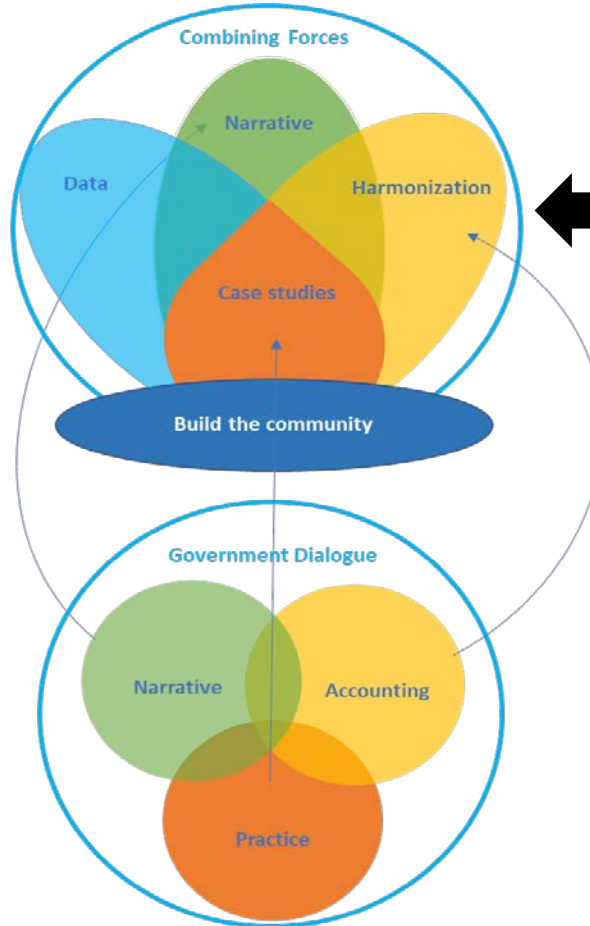 Combining Forces
Narrative
Data
Harmonization
Case studies
Build the community
Government Dialogue
Narrative
Accounting
Practice